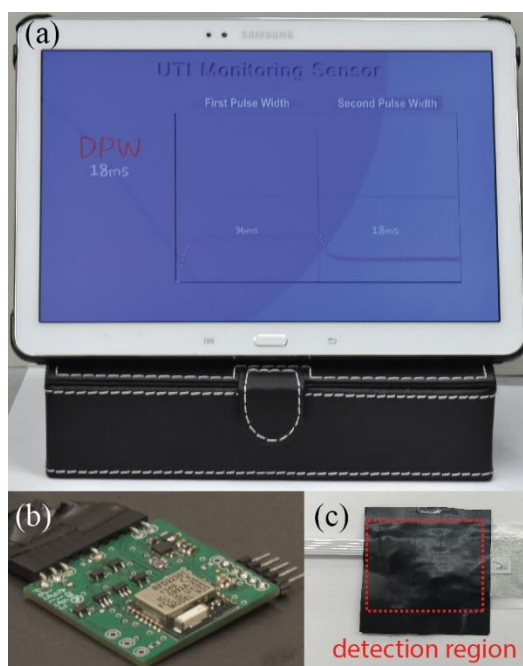 (a)
SAMSUNG
UTI Monitoring Sensor
First Pulse Width
Second Pulse Width
DPW
18ms
36ms
18ms
(b)
(c)
detection region